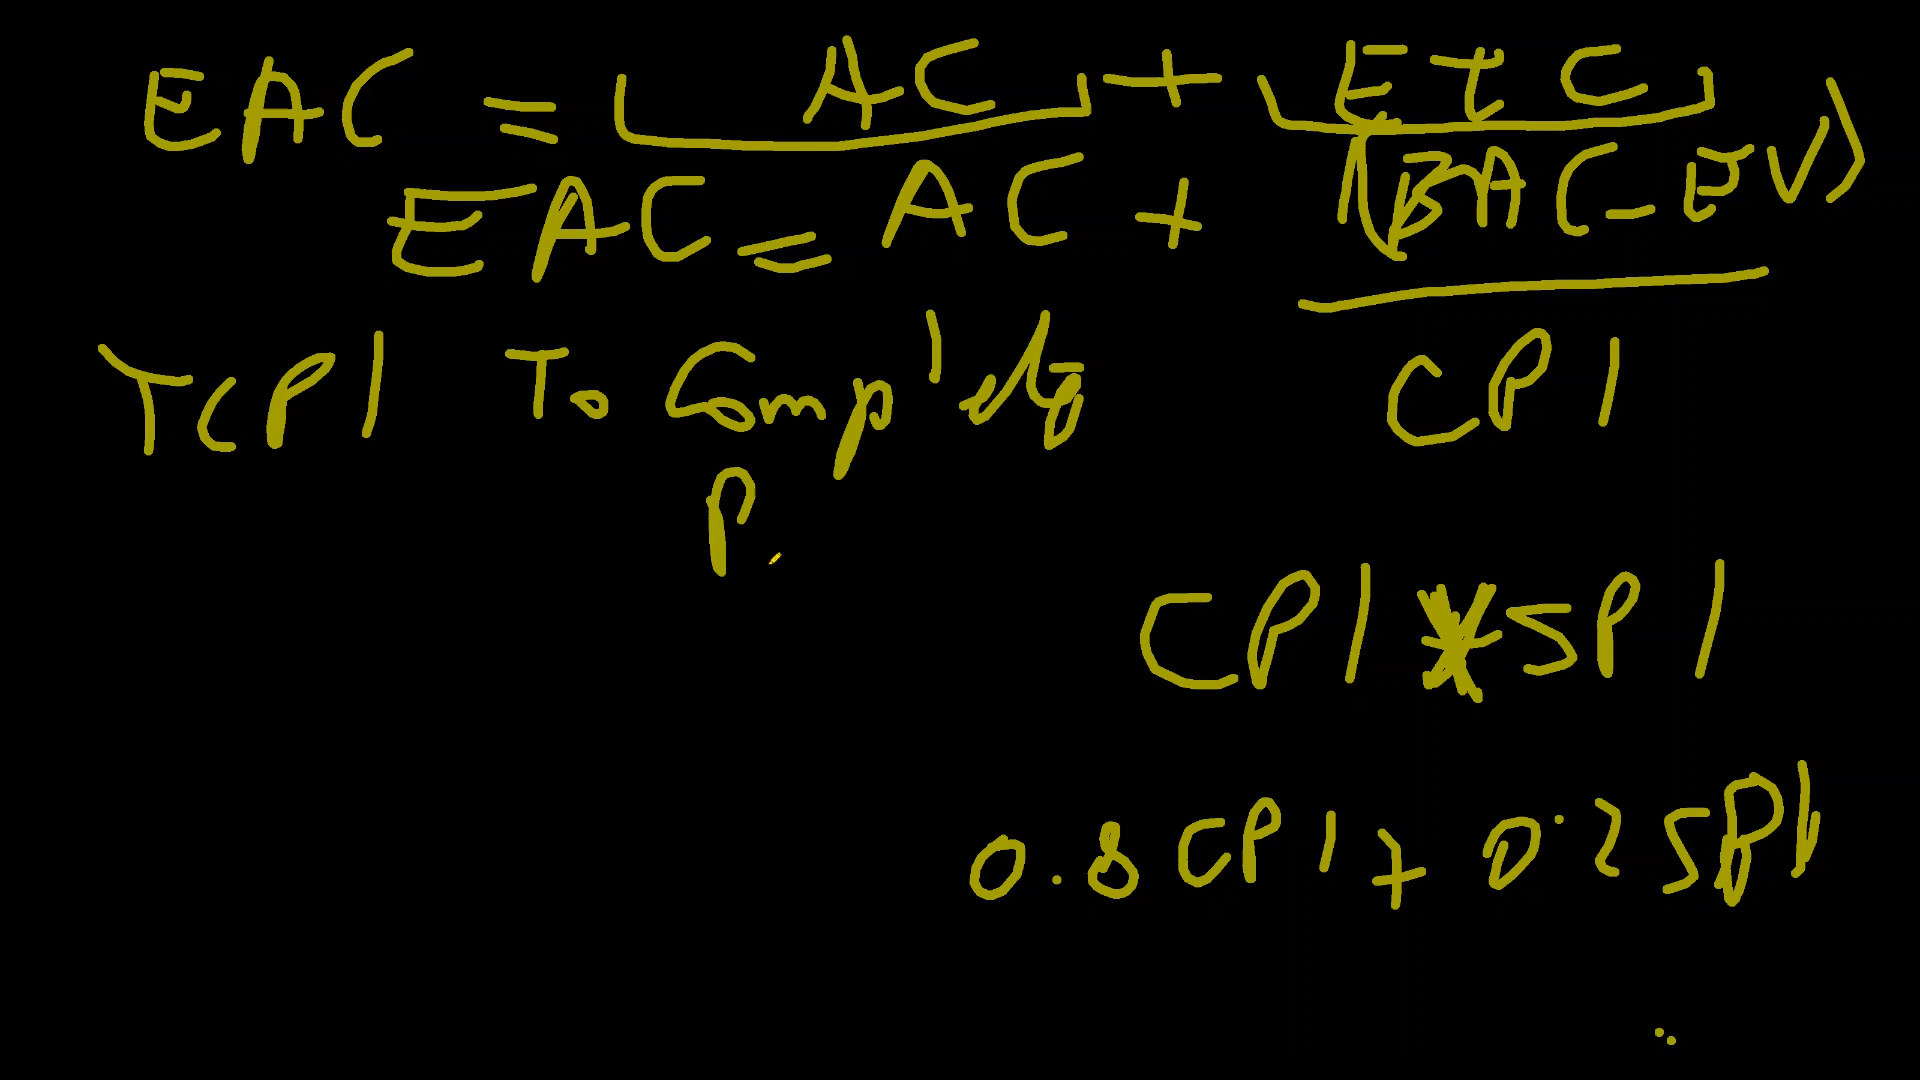 EAC = AC + ETC
EAC = AC + (BAC - EV)
CPI
TCPI To Complete
P.
CPI * SPI
0.8 CPI + 0.2 SPI